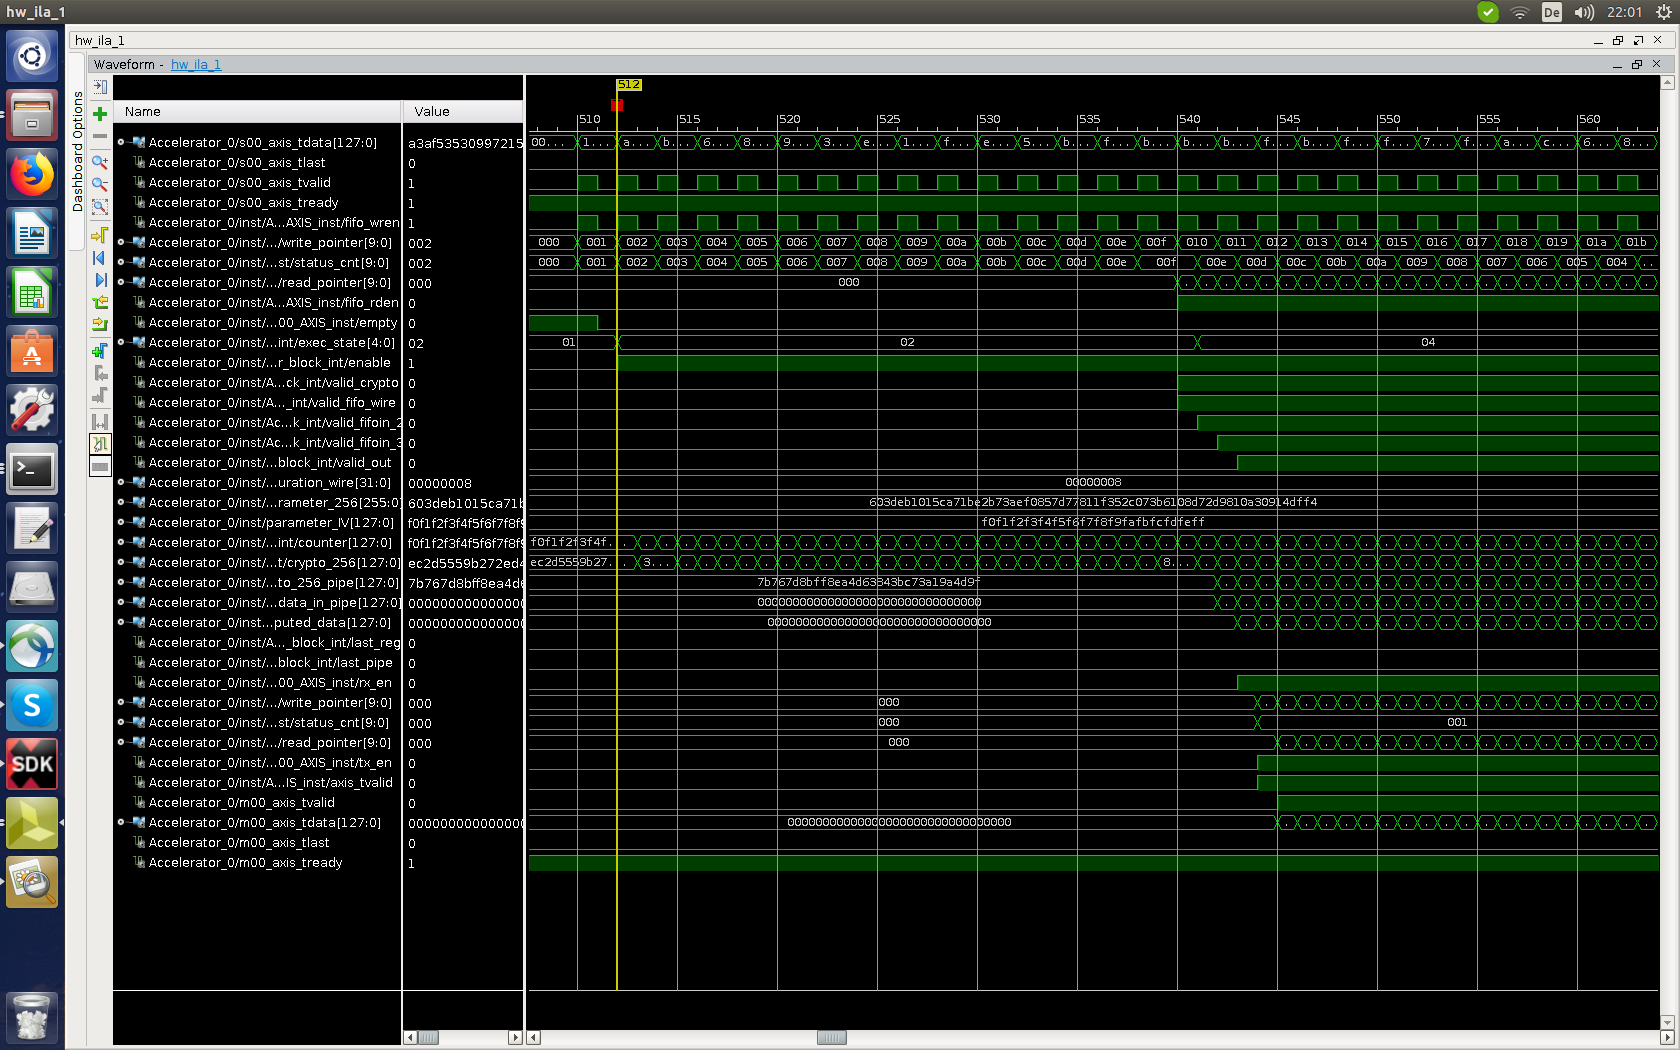 hw_ila_1
De
22:01
hw_ila_1
Waveform - hw_ila_1
Dashboard Options
512
Name Value
510 515 520 525 530 535 540 545 550 555 560
Accelerator_0/s00_axis_tdata[127:0] a3af53530997215 00... 1... a... b... 6... 8... 9... 3... e... 1... f... e... 5... b... f... b... b... b... f... b... f... f... 7... f... a... c... 6... 8...
Accelerator_0/s00_axis_tlast 0
Accelerator_0/s00_axis_tvalid 1
Accelerator_0/s00_axis_tready 1
Accelerator_0/inst/A...AXIS_inst/fifo_wren 1
Accelerator_0/inst/.../write_pointer[9:0] 002 000 001 002 003 004 005 006 007 008 009 00a 00b 00c 00d 00e 00f 010 011 012 013 014 015 016 017 018 019 01a 01b
Accelerator_0/inst/...st/status_cnt[9:0] 002 000 001 002 003 004 005 006 007 008 009 00a 00b 00c 00d 00e 00f 00e 00d 00c 00b 00a 009 008 007 006 005 004 ..
Accelerator_0/inst/.../read_pointer[9:0] 000 000
Accelerator_0/inst/A...AXIS_inst/fifo_rden 0
Accelerator_0/inst/...00_AXIS_inst/empty 0
Accelerator_0/inst/...int/exec_state[4:0] 02 01 02 04
Accelerator_0/inst/...r_block_int/enable 1
Accelerator_0/inst/A...ck_int/valid_crypto 0
Accelerator_0/inst/A..._int/valid_fifo_wire 0
Accelerator_0/inst/Ac...k_int/valid_fifoin_2 0
Accelerator_0/inst/Ac...k_int/valid_fifoin_3 0
Accelerator_0/inst/...block_int/valid_out 0
Accelerator_0/inst/...uration_wire[31:0] 00000008 00000008
Accelerator_0/inst/...rameter_256[255:0] 603deb1015ca71b 603deb1015ca71be2b73aef0857d77811f352c073b6108d72d9810a30914dff4
Accelerator_0/inst/parameter_IV[127:0] f0f1f2f3f4f5f6f7f8f9 f0f1f2f3f4f5f6f7f8f9fafbfcfdfeff
Accelerator_0/inst/...int/counter[127:0] f0f1f2f3f4f5f6f7f8f9 f0f1f2f3f4f...
Accelerator_0/inst/...t/crypto_256[127:0] ec2d5559b272ed4 ec2d5559b27... 3... 8...
Accelerator_0/inst/...to_256_pipe[127:0] 7b767d8bff8ea4d6 7b767d8bff8ea4d63843bc73a19a4d9f
Accelerator_0/inst/...data_in_pipe[127:0] 000000000000000 00000000000000000000000000000000
Accelerator_0/inst...puted_data[127:0] 000000000000000 00000000000000000000000000000000
Accelerator_0/inst/A..._block_int/last_reg 0
Accelerator_0/inst/...block_int/last_pipe 0
Accelerator_0/inst/...00_AXIS_inst/rx_en 0
Accelerator_0/inst/.../write_pointer[9:0] 000 000
Accelerator_0/inst/...st/status_cnt[9:0] 000 000 001
Accelerator_0/inst/.../read_pointer[9:0] 000 000
Accelerator_0/inst/...00_AXIS_inst/tx_en 0
Accelerator_0/inst/A...IS_inst/axis_tvalid 0
Accelerator_0/m00_axis_tvalid 0
Accelerator_0/m00_axis_tdata[127:0] 000000000000000 00000000000000000000000000000000
Accelerator_0/m00_axis_tlast 0
Accelerator_0/m00_axis_tready 1
S
SDK